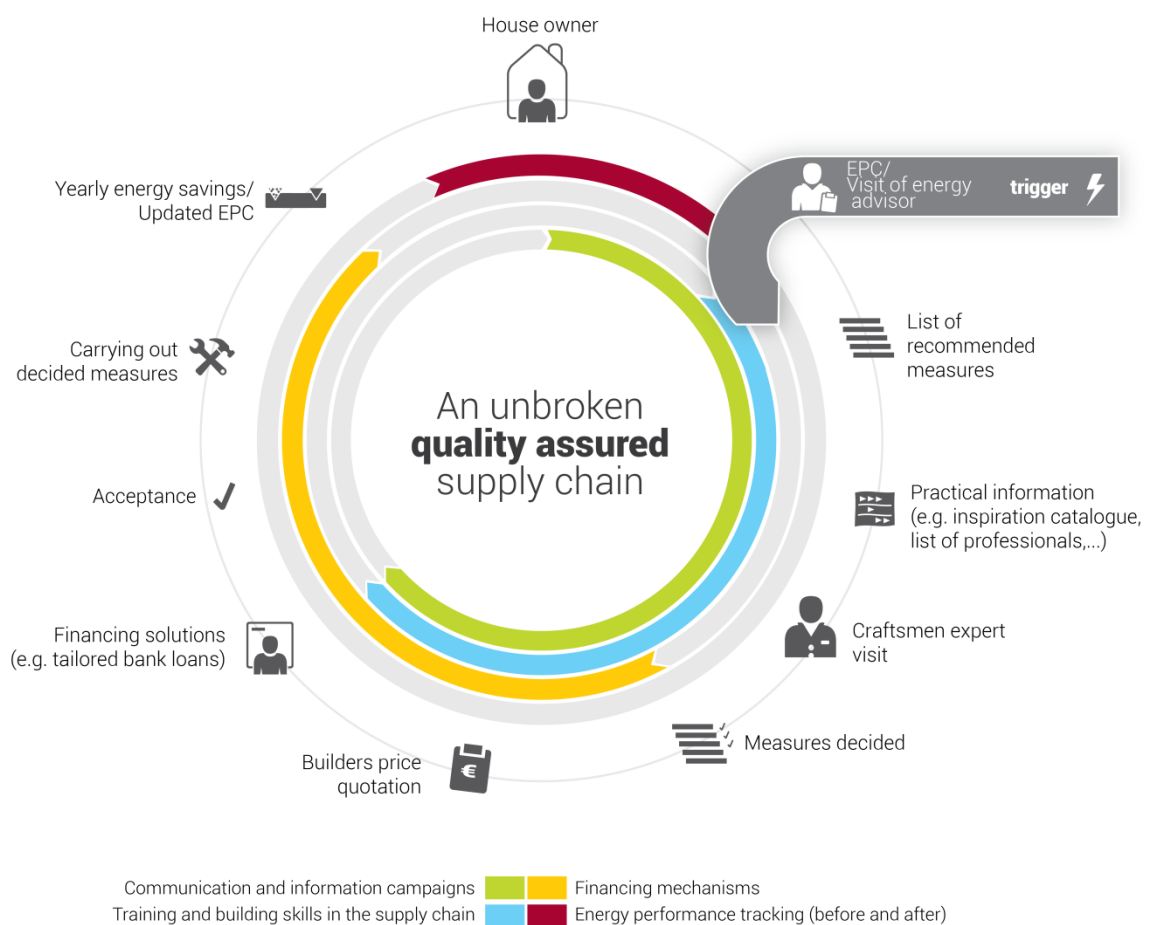 House owner
EPC/
Visit of energy
advisor
trigger
Yearly energy savings/
Updated EPC
List of
recommended
measures
Carrying out
decided measures
An unbroken
quality assured
supply chain
Acceptance
Practical information
(e.g. inspiration catalogue,
list of professionals,...)
Financing solutions
(e.g. tailored bank loans)
Craftsmen expert
visit
Measures decided
Builders price
quotation
€
Communication and information campaigns
Financing mechanisms
Training and building skills in the supply chain
Energy performance tracking (before and after)